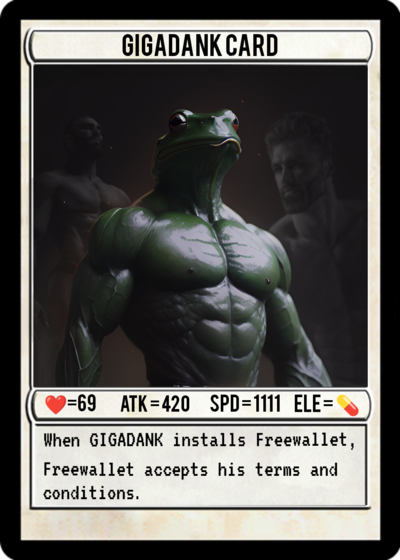 GIGADANK CARD
❤️=69 ATK=420 SPD=1111 ELE=💊
When GIGADANK installs Freewallet,
Freewallet accepts his terms and
conditions.